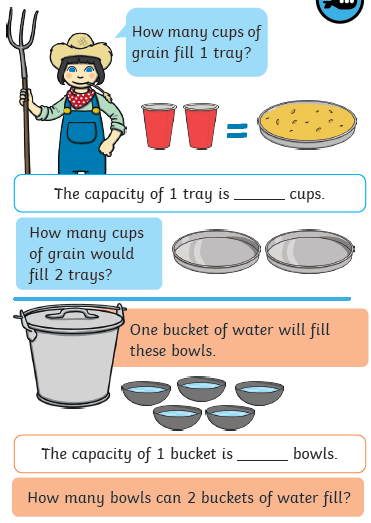 How many cups of
grain fill 1 tray?
The capacity of 1 tray is ______ cups.
How many cups
of grain would
fill 2 trays?
One bucket of water will fill
these bowls.
The capacity of 1 bucket is ______ bowls.
How many bowls can 2 buckets of water fill?